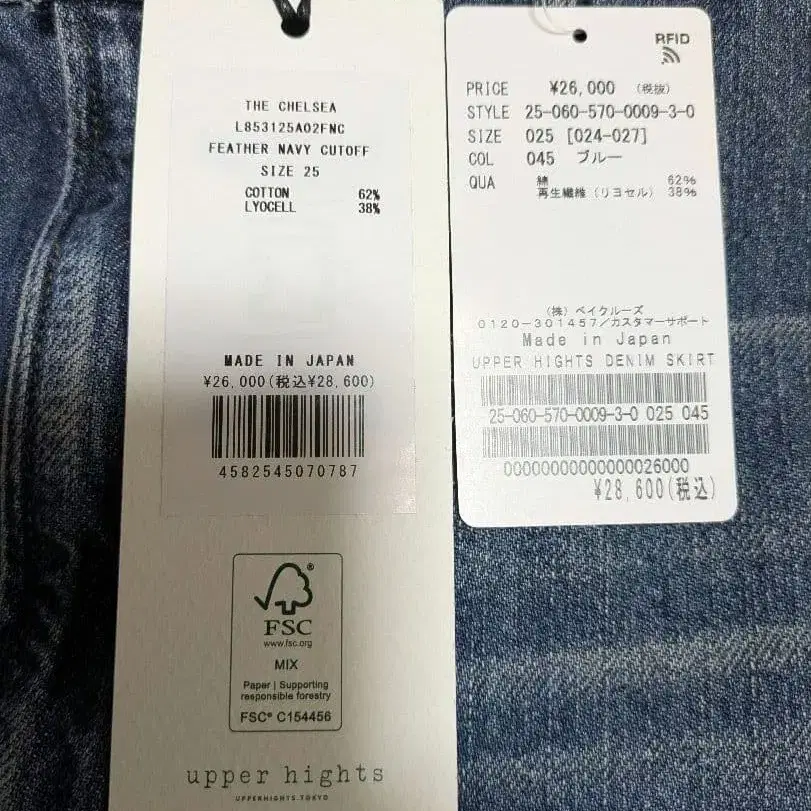 THE CHELSEA
L853125A02FNC
FEATHER NAVY CUTOFF
SIZE 25
COTTON 62%
LYOCELL 38%
MADE IN JAPAN
¥26,000(税込¥28,600)
4582545070787
FSC®
www.fsc.org
MIX
Paper | Supporting
responsible forestry
FSC® C154456
upper hights
UPPERHIGHTS.TOKYO
RFID
PRICE ¥26,000 (税抜)
STYLE 25-060-570-0009-3-0
SIZE 025 [024-027]
COL 045 ブルー
QUA 綿 62%
再生繊維(リヨセル) 38%
(株)ベイクルーズ
0120-301457/カスタマーサポート
Made in Japan
UPPER HIGHTS DENIM SKIRT
25-060-570-0009-3-0 025 045
00000000000000026000
¥28,600(税込)